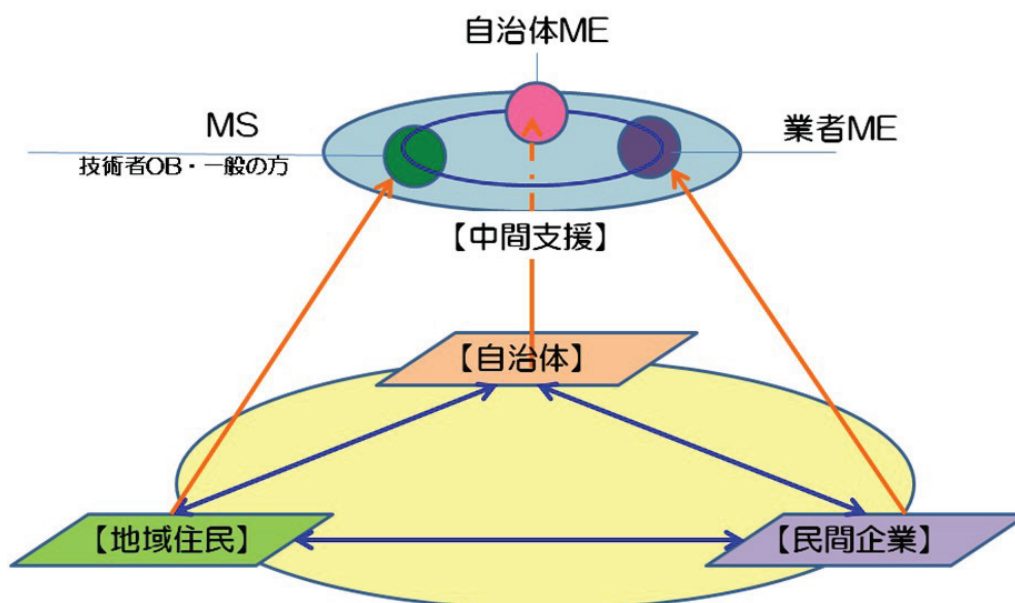 自治体ME
MS
業者ME
技術者OB・一般の方
【中間支援】
【自治体】
【地域住民】
【民間企業】